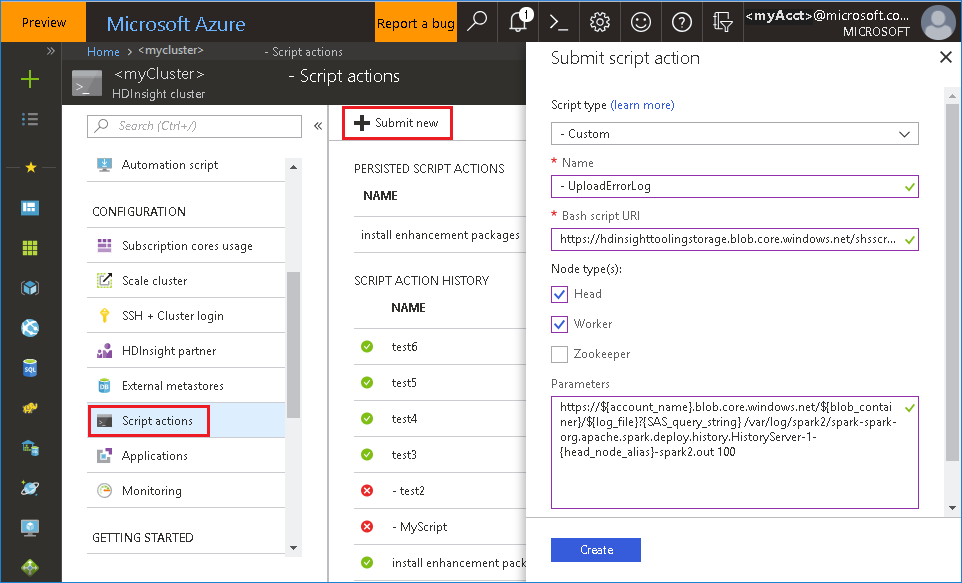 Preview
Microsoft Azure
Report a bug
1
<myAcct>@microsoft.co...
MICROSOFT
Home > <mycluster> - Script actions
<myCluster> - Script actions
HDInsight cluster
Search (Ctrl+/)
Automation script
CONFIGURATION
Subscription cores usage
Scale cluster
SSH + Cluster login
HDInsight partner
External metastores
Script actions
Applications
Monitoring
GETTING STARTED
Submit new
PERSISTED SCRIPT ACTIONS
NAME
install enhancement packages
SCRIPT ACTION HISTORY
NAME
test6
test5
test4
test3
- test2
- MyScript
install enhancement pack
Submit script action
Script type (learn more)
- Custom
* Name
- UploadErrorLog
* Bash script URI
https://hdinsighttoolingstorage.blob.core.windows.net/shsscr...
Node type(s):
Head
Worker
Zookeeper
Parameters
https://${account_name}.blob.core.windows.net/${blob_contai
ner}/${log_file}?{SAS_query_string} /var/log/spark2/spark-spark-
org.apache.spark.deploy.history.HistoryServer-1-
{head_node_alias}-spark2.out 100
Create
SQL
DB